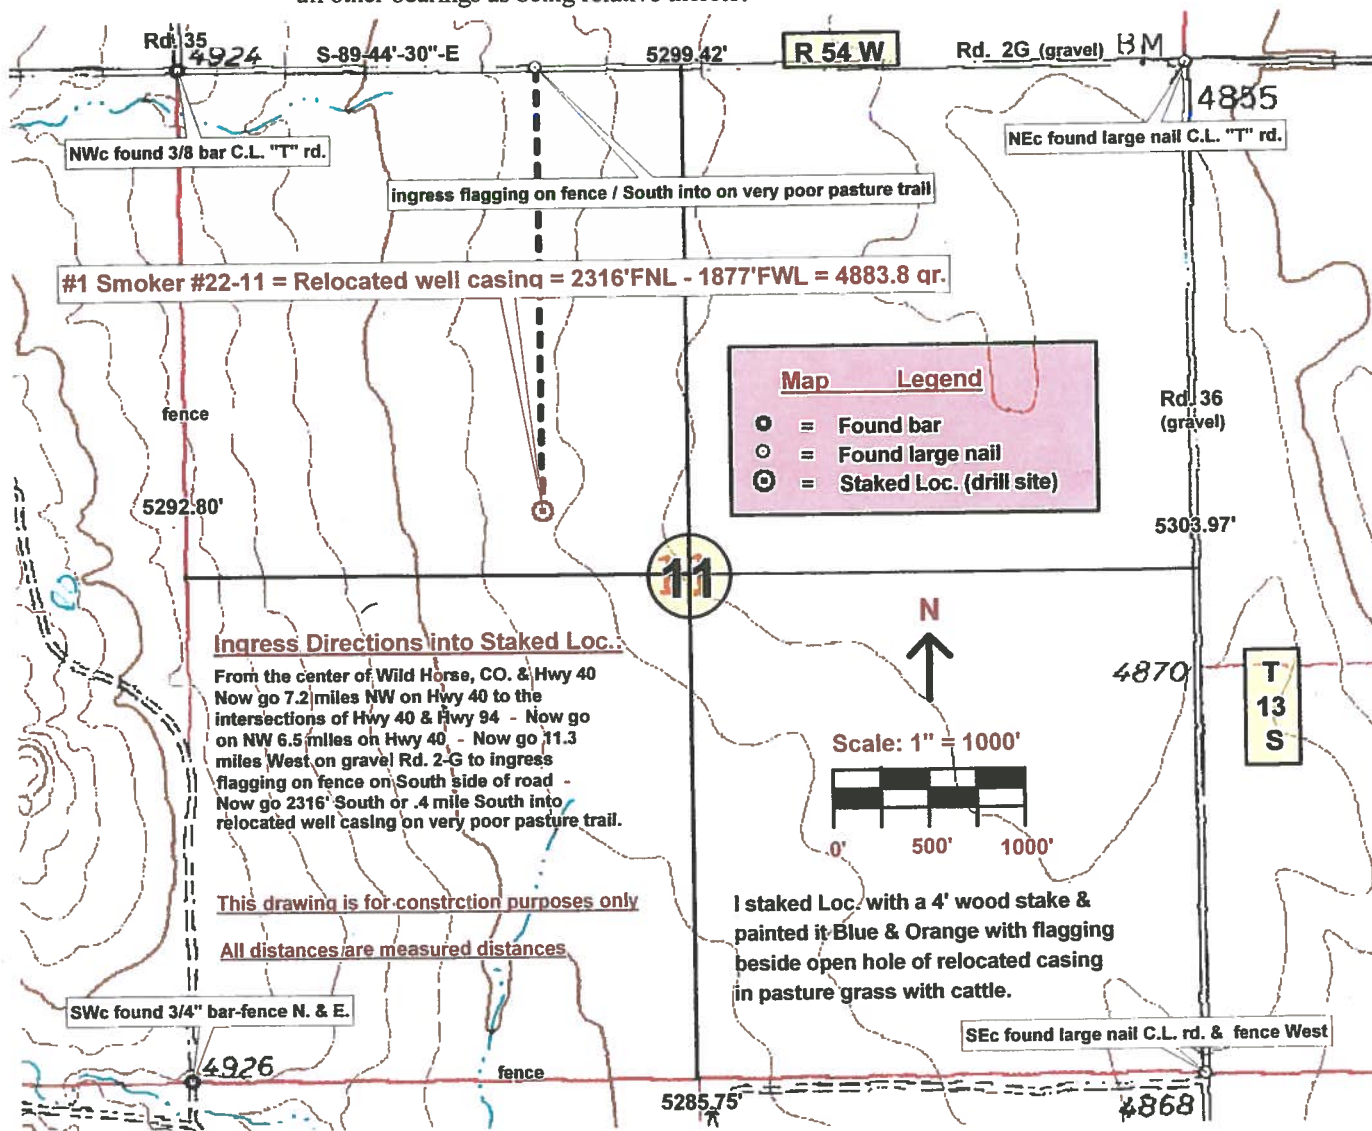 all other bearings as being relative thereto.
Rd. 35
4924
S-89-44'-30"-E
5299.42'
R 54 W
Rd. 2G (gravel)
BM
4855
NWc found 3/8 bar C.L. "T" rd.
NEc found large nail C.L. "T" rd.
ingress flagging on fence / South into on very poor pasture trail
#1 Smoker #22-11 = Relocated well casing = 2316'FNL - 1877'FWL = 4883.8 gr.
Map Legend
= Found bar
= Found large nail
= Staked Loc. (drill site)
fence
Rd. 36
(gravel)
5292.80'
5303.97'
11
N
Ingress Directions into Staked Loc.:
From the center of Wild Horse, CO. & Hwy 40
Now go 7.2 miles NW on Hwy 40 to the
intersections of Hwy 40 & Hwy 94 - Now go
on NW 6.5 miles on Hwy 40 - Now go 11.3
miles West on gravel Rd. 2-G to ingress
flagging on fence on South side of road -
Now go 2316' South or .4 mile South into
relocated well casing on very poor pasture trail.
4870
T
13
S
Scale: 1" = 1000'
0' 500' 1000'
This drawing is for constrction purposes only
All distances are measured distances
I staked Loc. with a 4' wood stake &
painted it Blue & Orange with flagging
beside open hole of relocated casing
in pasture grass with cattle.
SWc found 3/4" bar-fence N. & E.
SEc found large nail C.L. rd. & fence West
4926
fence
5285.75'
4868